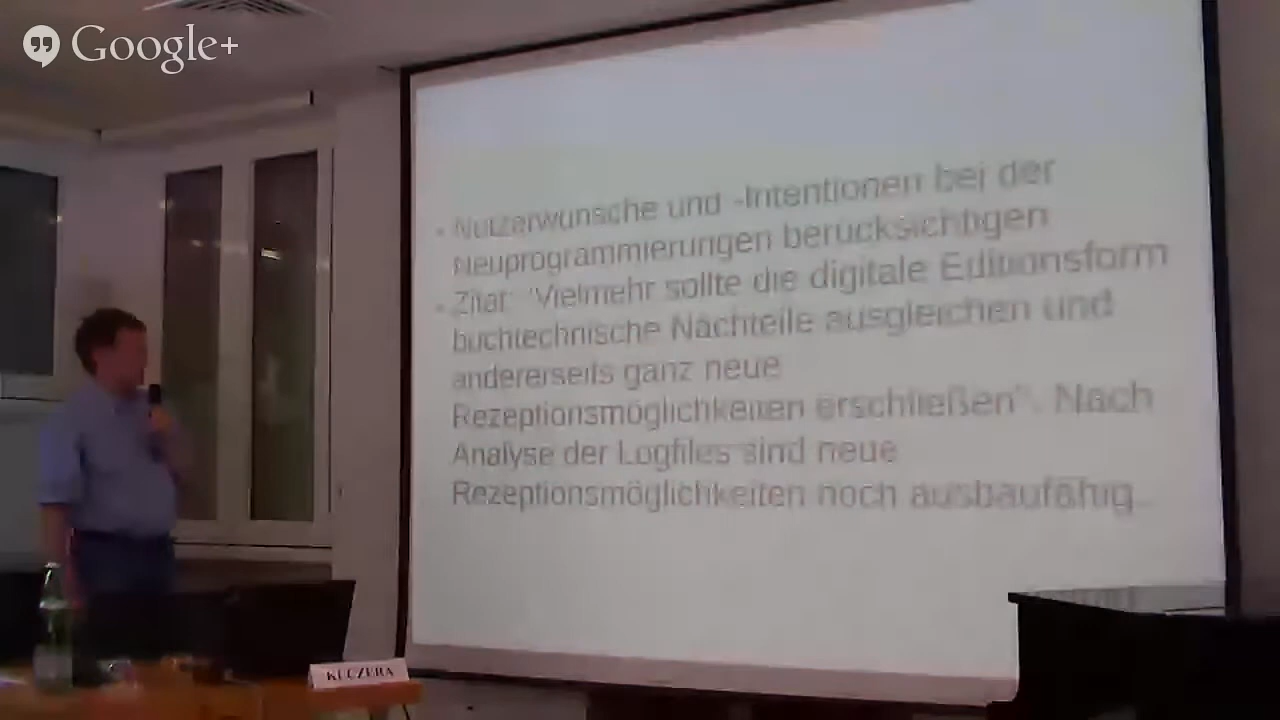 Google+
• Nutzerwünsche und -Intentionen bei der
Neuprogrammierungen berücksichtigen
• Zitat: "Vielmehr sollte die digitale Editionsform
buchtechnische Nachteile ausgleichen und
andererseits ganz neue
Rezeptionsmöglichkeiten erschließen". Nach
Analyse der Logfiles sind neue
Rezeptionsmöglichkeiten noch ausbaufähig..
KUCZERA